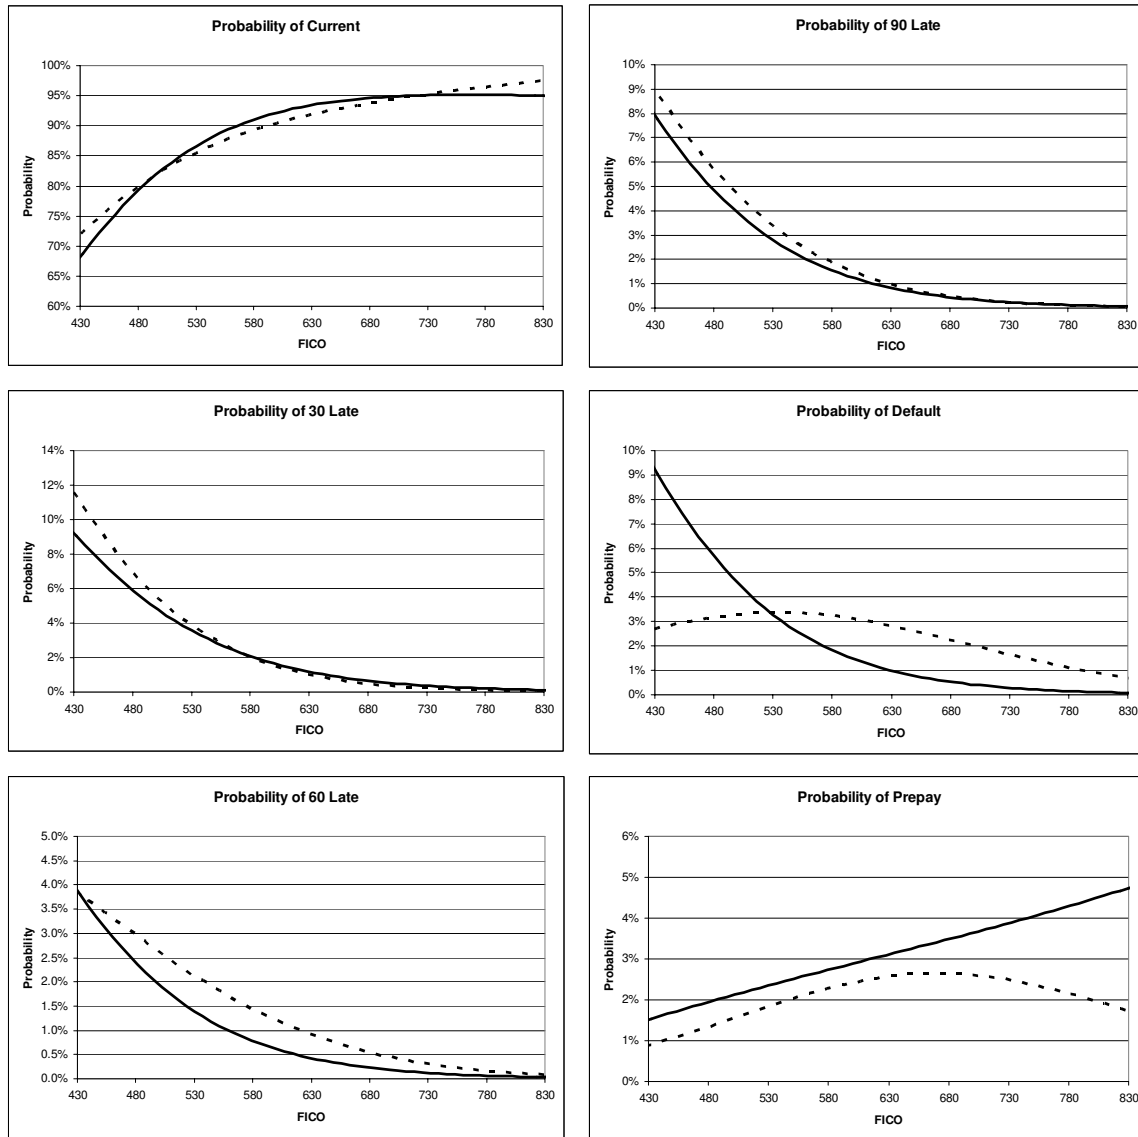 Probability of Current
100%
95%
90%
85%
80%
75%
70%
65%
60%
Probability
430 480 530 580 630 680 730 780 830
FICO
Probability of 90 Late
10%
9%
8%
7%
6%
5%
4%
3%
2%
1%
0%
Probability
430 480 530 580 630 680 730 780 830
FICO
Probability of 30 Late
14%
12%
10%
8%
6%
4%
2%
0%
Probability
430 480 530 580 630 680 730 780 830
FICO
Probability of Default
10%
9%
8%
7%
6%
5%
4%
3%
2%
1%
0%
Probability
430 480 530 580 630 680 730 780 830
FICO
Probability of 60 Late
5.0%
4.5%
4.0%
3.5%
3.0%
2.5%
2.0%
1.5%
1.0%
0.5%
0.0%
Probability
430 480 530 580 630 680 730 780 830
FICO
Probability of Prepay
6%
5%
4%
3%
2%
1%
0%
Probability
430 480 530 580 630 680 730 780 830
FICO